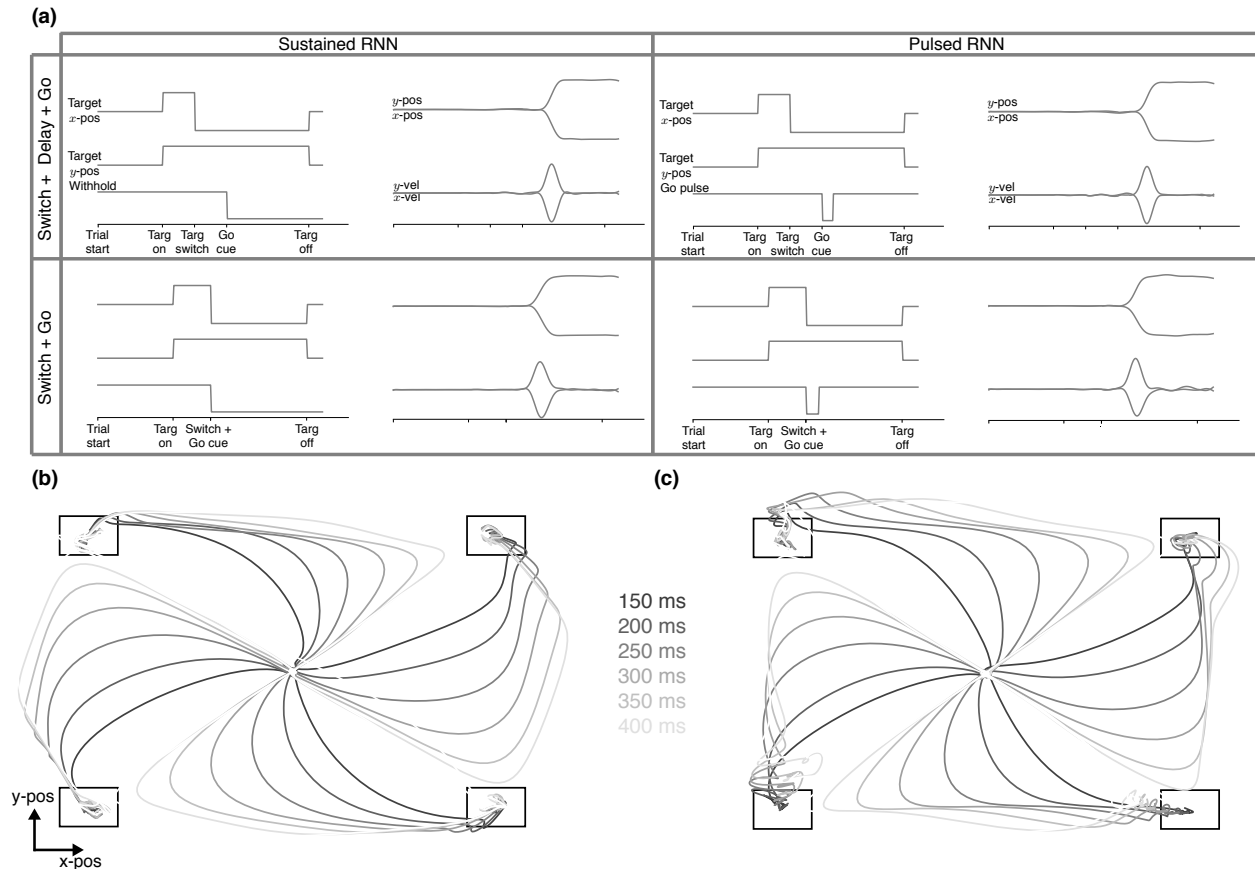 (a)
Sustained RNN
Pulsed RNN
Switch + Delay + Go
Target
x-pos
Target
y-pos
Withhold
Trial start
Targ on
Targ switch
Go cue
Targ off
y-pos
x-pos
y-vel
x-vel
Target
x-pos
Target
y-pos
Go pulse
Trial start
Targ on
Targ switch
Go cue
Targ off
y-pos
x-pos
y-vel
x-vel
Switch + Go
Trial start
Targ on
Switch + Go cue
Targ off
Trial start
Targ on
Switch + Go cue
Targ off
(b)
(c)
150 ms
200 ms
250 ms
300 ms
350 ms
400 ms
y-pos
x-pos